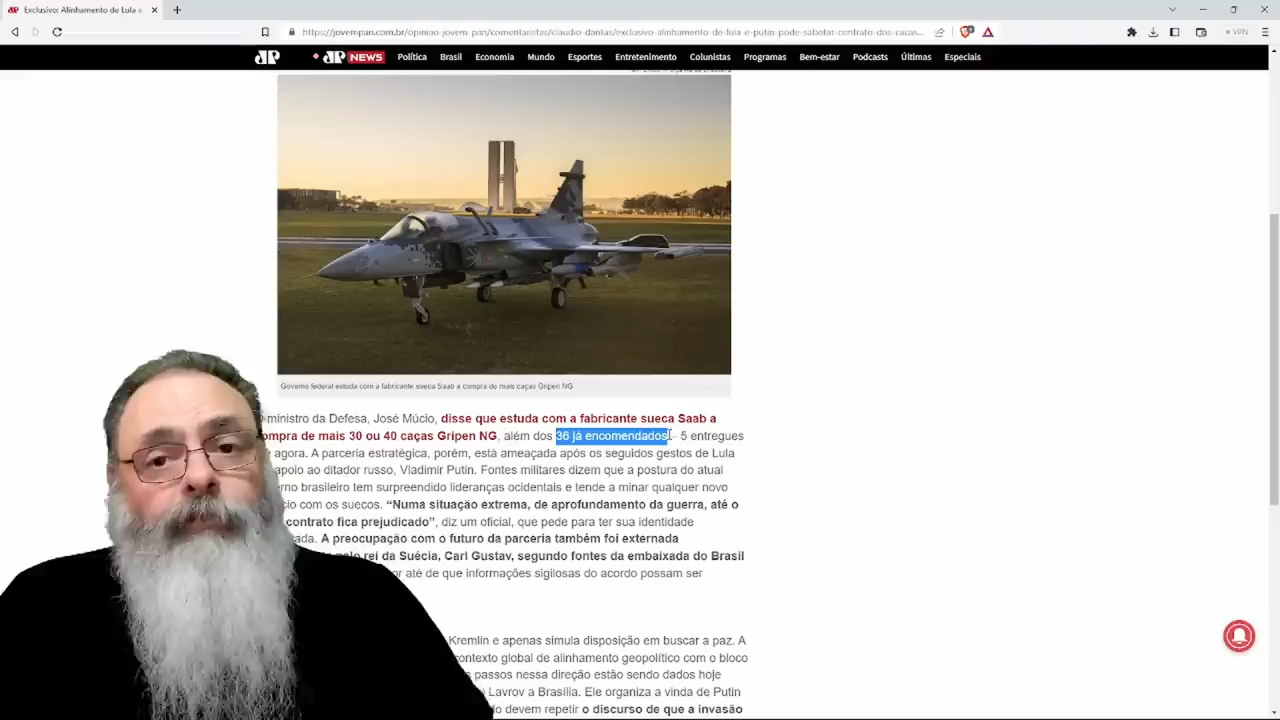 Exclusivo: Alinhamento de Lula e
https://jovempan.com.br/opiniao-jovem-pan/comentaristas/claudio-dantas/exclusivo-alinhamento-de-lula-e-putin-pode-sabotar-contrato-dos-cacas...
VPN
JP JP NEWS Política Brasil Economia Mundo Esportes Entretenimento Colunistas Programas Bem-estar Podcasts Últimas Especiais
Governo federal estuda com a fabricante sueca Saab a compra de mais caças Gripen NG
ministro da Defesa, José Múcio, disse que estuda com a fabricante sueca Saab a
ompra de mais 30 ou 40 caças Gripen NG, além dos 36 já encomendados – 5 entregues
agora. A parceria estratégica, porém, está ameaçada após os seguidos gestos de Lula
apoio ao ditador russo, Vladimir Putin. Fontes militares dizem que a postura do atual
rno brasileiro tem surpreendido lideranças ocidentais e tende a minar qualquer novo
cio com os suecos. “Numa situação extrema, de aprofundamento da guerra, até o
contrato fica prejudicado”, diz um oficial, que pede para ter sua identidade
ada. A preocupação com o futuro da parceria também foi externada
pelo rei da Suécia, Carl Gustav, segundo fontes da embaixada do Brasil
or até de que informações sigilosas do acordo possam ser
Kremlin e apenas simula disposição em buscar a paz. A
contexto global de alinhamento geopolítico com o bloco
passos nessa direção estão sendo dados hoje
Lavrov a Brasília. Ele organiza a vinda de Putin
do devem repetir o discurso de que a invasão